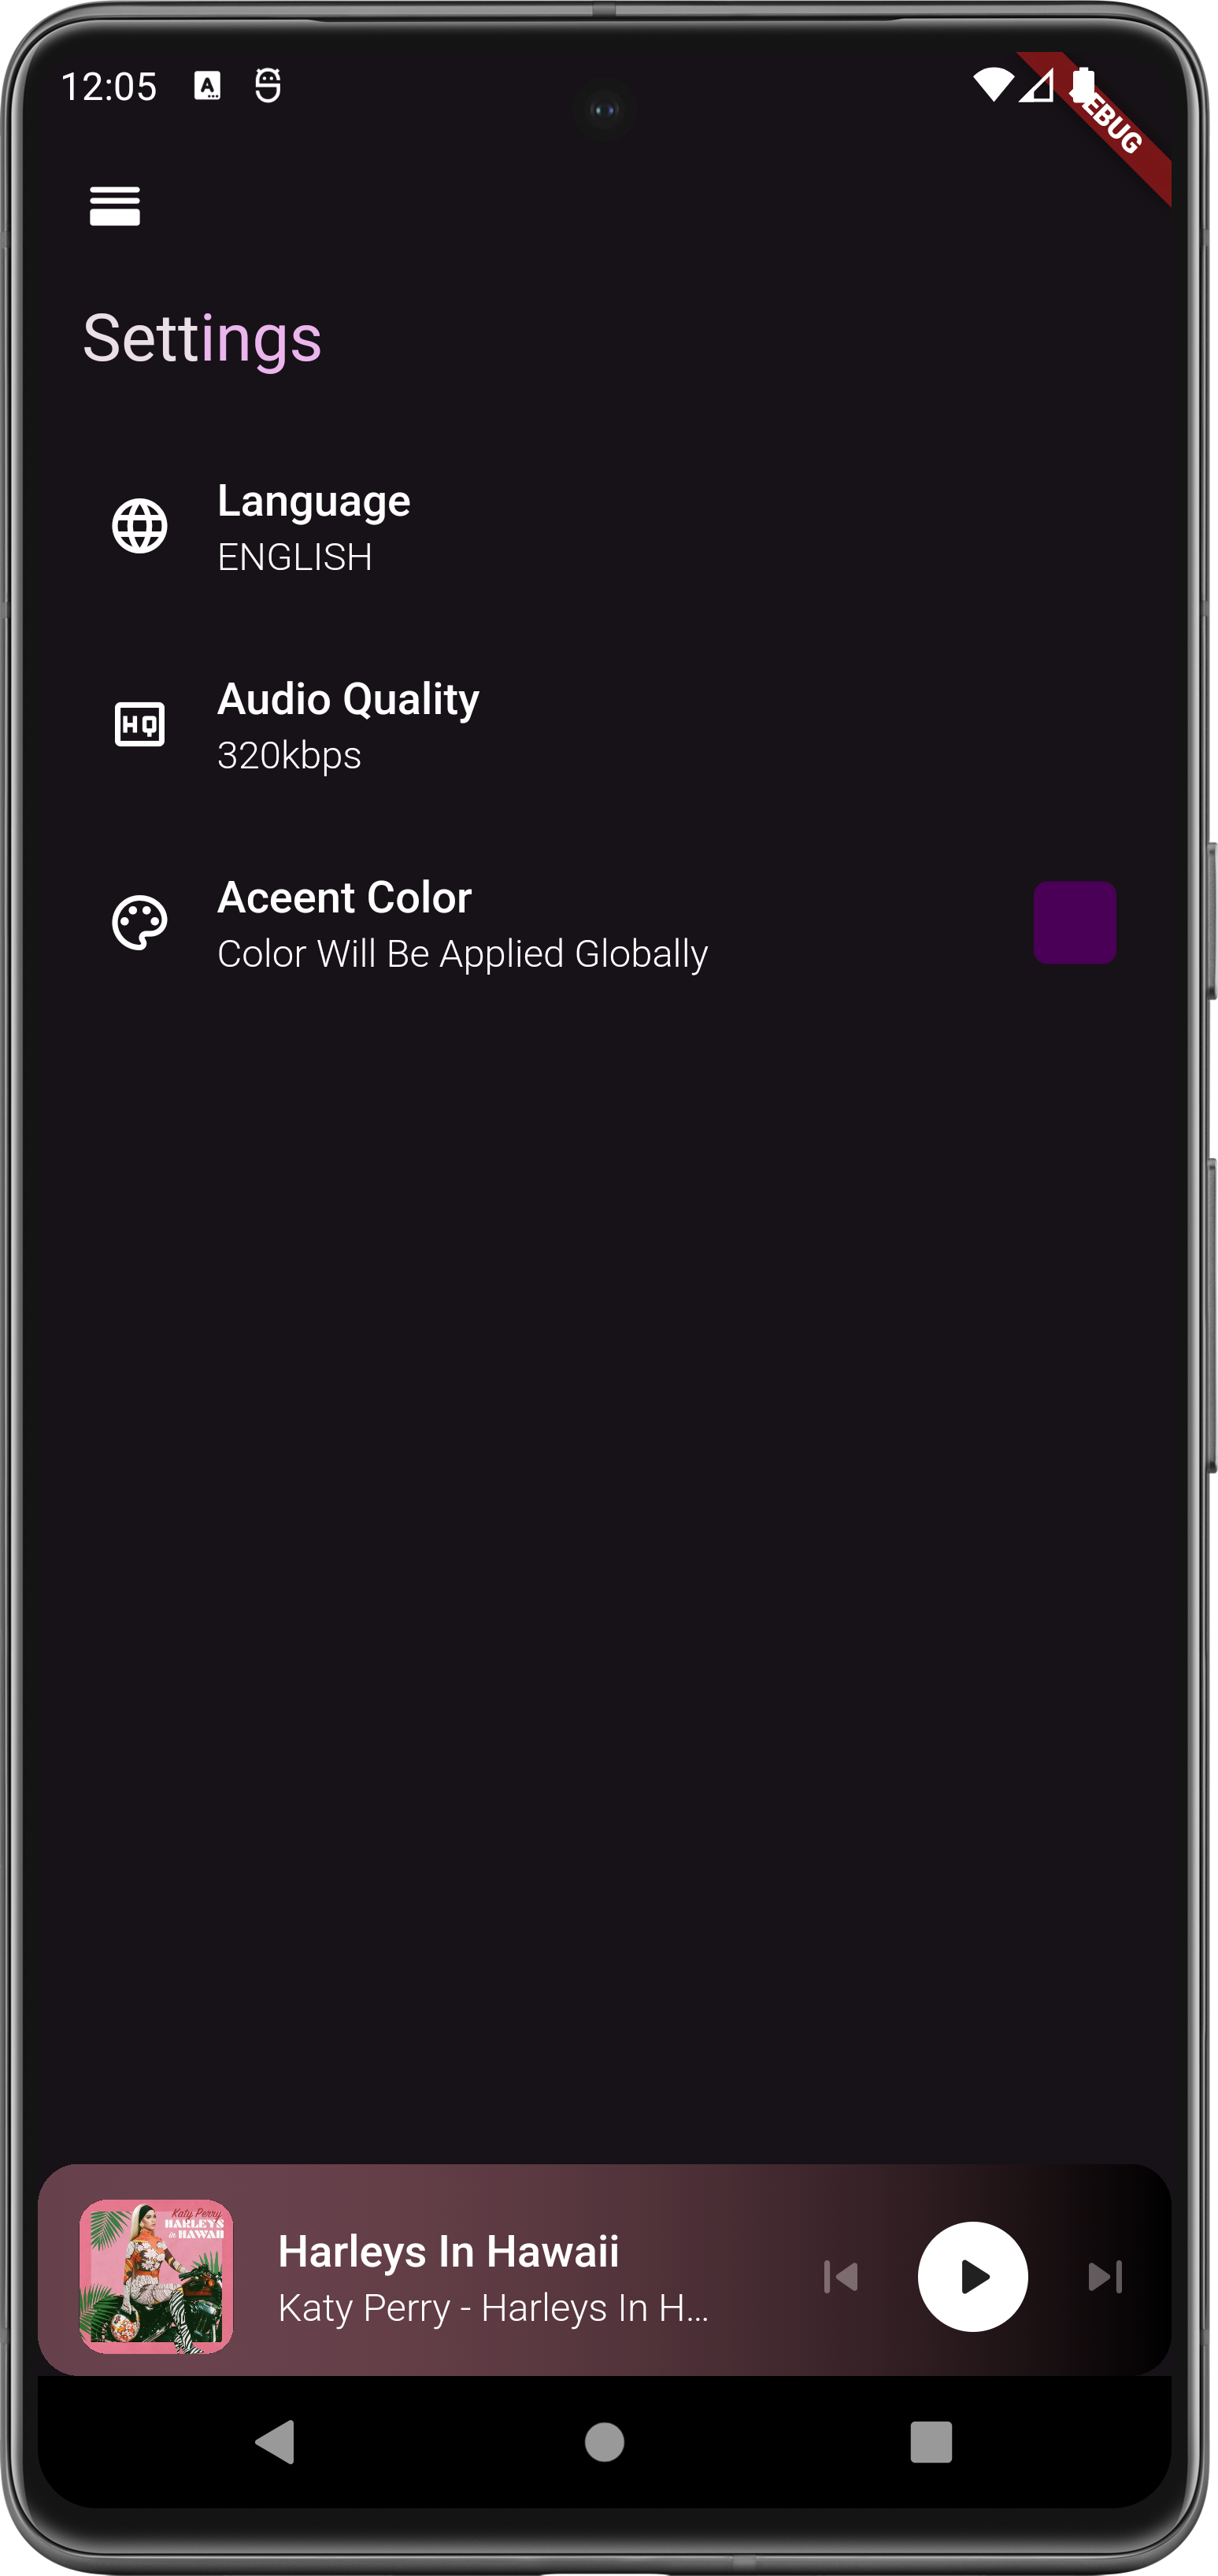 12:05
DEBUG
Settings
Language
ENGLISH
HQ
Audio Quality
320kbps
Aceent Color
Color Will Be Applied Globally
Katy Perry
HARLEYS
in HAWAII
Harleys In Hawaii
Katy Perry - Harleys In H...